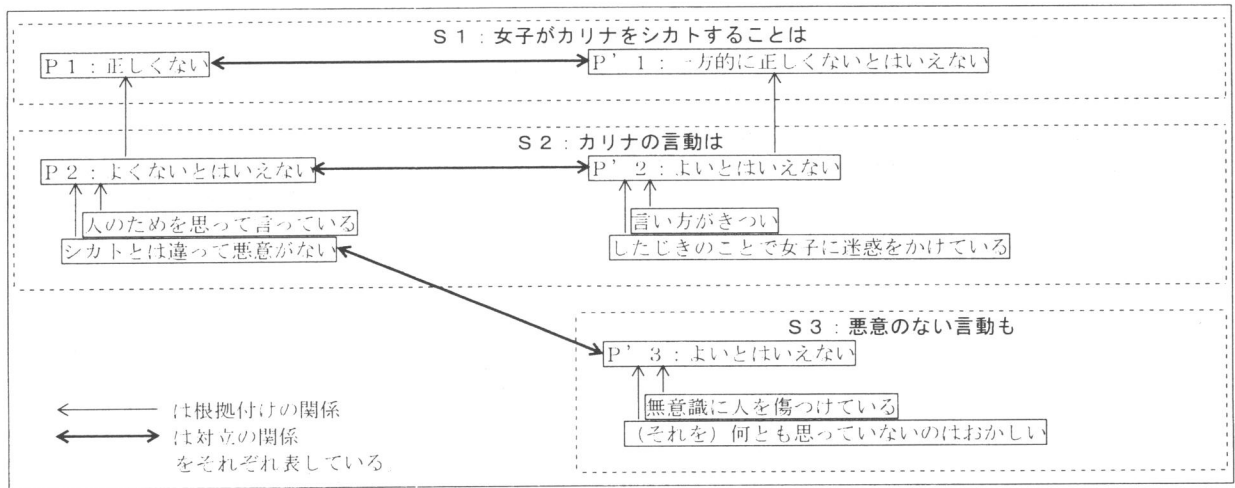 S1:女子がカリナをシカトすることは
P1:正しくない
P'1:一方的に正しくないとはいえない
S2:カリナの言動は
P2:よくないとはいえない
P'2:よいとはいえない
人のためを思って言っている
言い方がきつい
シカトとは違って悪意がない
したじきのことで女子に迷惑をかけている
S3:悪意のない言動も
P'3:よいとはいえない
無意識に人を傷つけている
(それを)何とも思っていないのはおかしい
は根拠付けの関係
は対立の関係
をそれぞれ表している